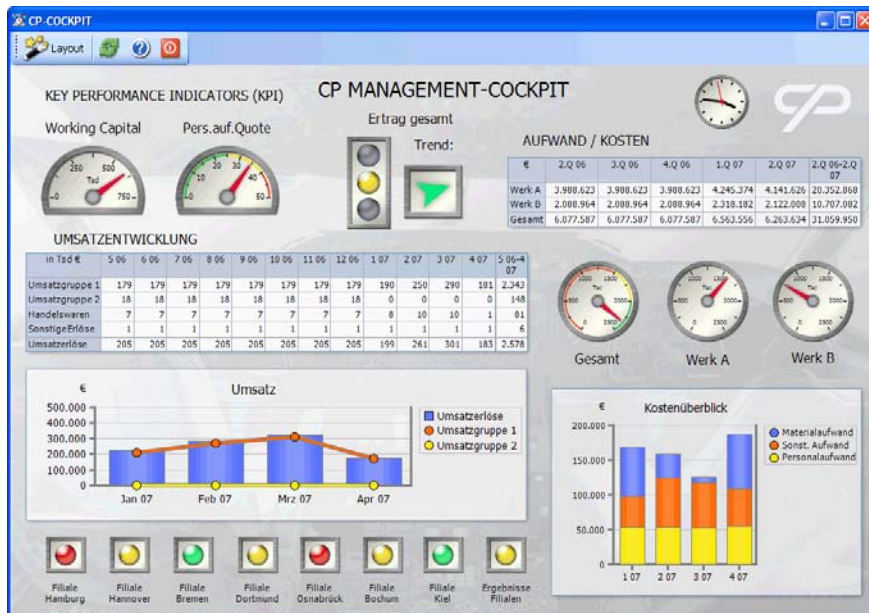 CP-COCKPIT
Layout
CP MANAGEMENT-COCKPIT
KEY PERFORMANCE INDICATORS (KPI)
Working Capital
Pers.auf.Quote
Ertrag gesamt
Trend:
0 250 500 750
Tsd
0 10 20 30 40 50
AUFWAND / KOSTEN
€ 2.Q 06 3.Q 06 4.Q 06 1.Q 07 2.Q 07 2.Q 06-2.Q 07
Werk A 3.988.623 3.988.623 3.988.623 4.245.374 4.141.626 20.352.868
Werk B 2.088.964 2.088.964 2.088.964 2.318.182 2.122.008 10.707.082
Gesamt 6.077.587 6.077.587 6.077.587 6.563.556 6.263.634 31.059.950
UMSATZENTWICKLUNG
in Tsd € 5 06 6 06 7 06 8 06 9 06 10 06 11 06 12 06 1 07 2 07 3 07 4 07 5 06-4 07
Umsatzgruppe 1 179 179 179 179 179 179 179 179 190 250 290 181 2.343
Umsatzgruppe 2 18 18 18 18 18 18 18 18 0 0 0 0 148
Handelswaren 7 7 7 7 7 7 7 7 8 10 10 1 81
SonstigeErlöse 1 1 1 1 1 1 1 1 1 1 1 1 6
Umsatzerlöse 205 205 205 205 205 205 205 205 199 261 301 183 2.578
Gesamt
Werk A
Werk B
€
Umsatz
500.000
400.000
300.000
200.000
100.000
0
Jan 07 Feb 07 Mrz 07 Apr 07
Umsatzerlöse
Umsatzgruppe 1
Umsatzgruppe 2
€
Kostenüberblick
200.000
150.000
100.000
50.000
0
1 07 2 07 3 07 4 07
Materialaufwand
Sonst. Aufwand
Personalaufwand
Filiale Hamburg
Filiale Hannover
Filiale Bremen
Filiale Dortmund
Filiale Osnabrück
Filiale Bochum
Filiale Kiel
Ergebnisse Filialen